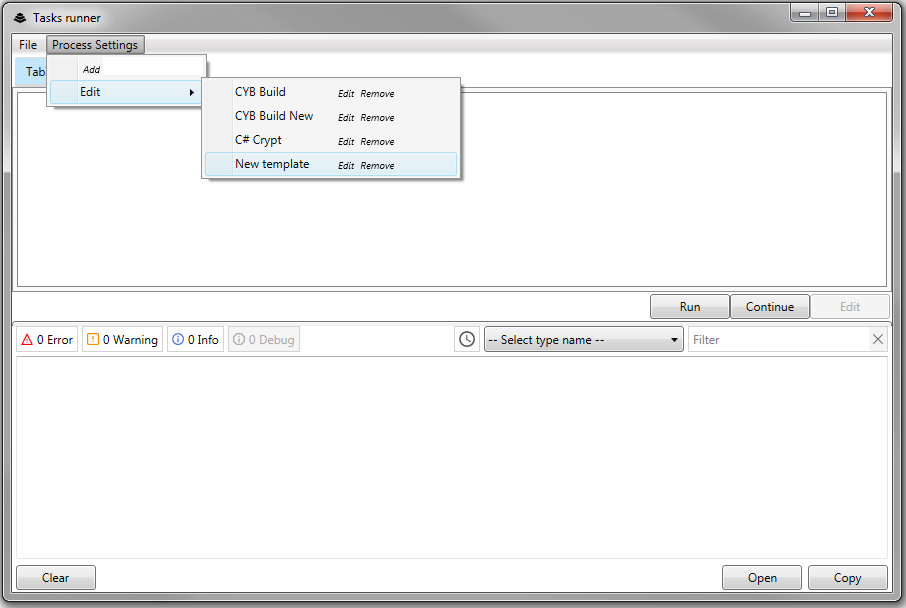 Tasks runner
File Process Settings
Tab
Add
Edit
CYB Build Edit Remove
CYB Build New Edit Remove
C# Crypt Edit Remove
New template Edit Remove
Run Continue Edit
0 Error 0 Warning 0 Info 0 Debug -- Select type name -- Filter
Clear Open Copy